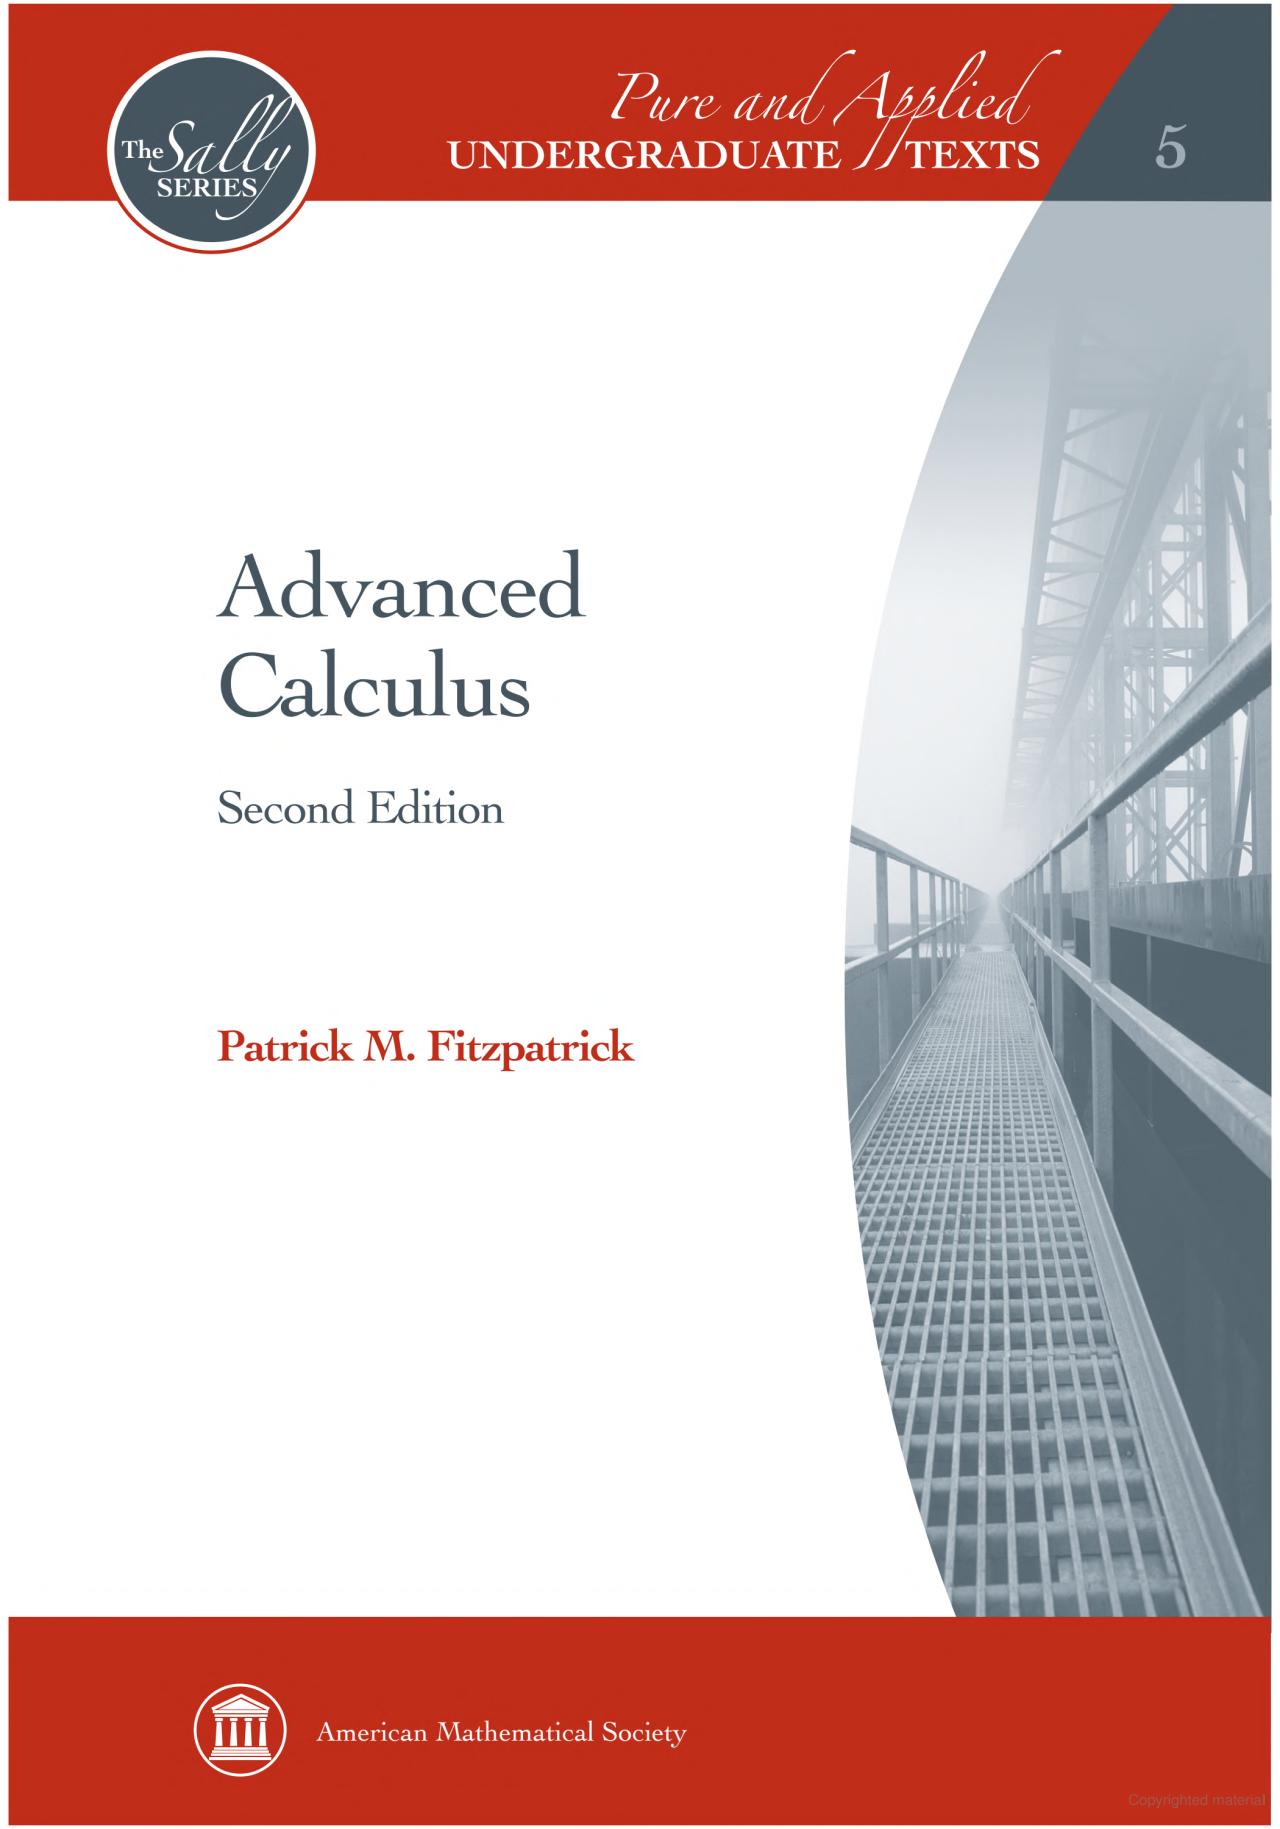 The Sally
SERIES
Pure and Applied
UNDERGRADUATE TEXTS
5
Advanced
Calculus
Second Edition
Patrick M. Fitzpatrick
American Mathematical Society
Copyrighted material